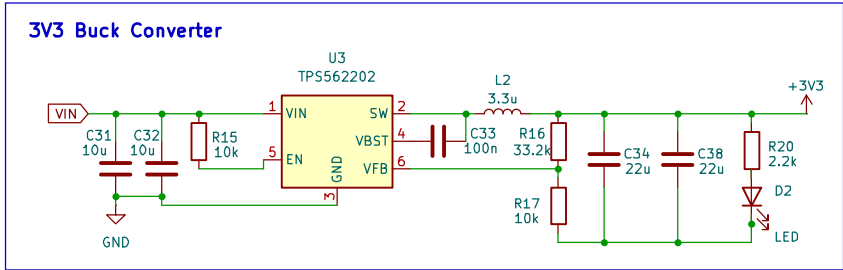 3V3 Buck Converter
U3
TPS562202
L2
3.3u
+3V3
VIN
1
VIN
SW
2
C31
10u
C32
10u
R15
10k
VBST
4
C33
100n
R16
33.2k
C34
22u
C38
22u
R20
2.2k
5
EN
GND
VFB
6
3
R17
10k
D2
LED
GND